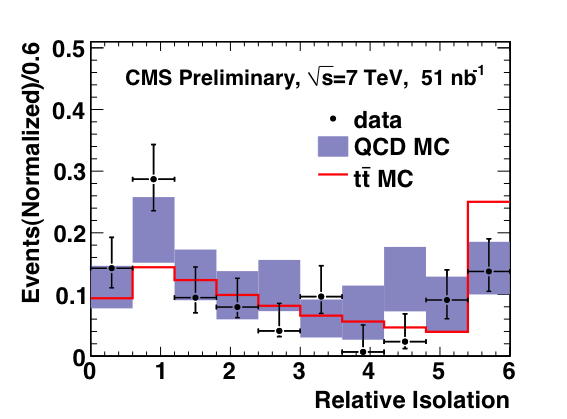 CMS Preliminary, √s=7 TeV, 51 nb-1
data
QCD MC
tt̄ MC
Events(Normalized)/0.6
0.5
0.4
0.3
0.2
0.1
0
0 1 2 3 4 5 6
Relative Isolation